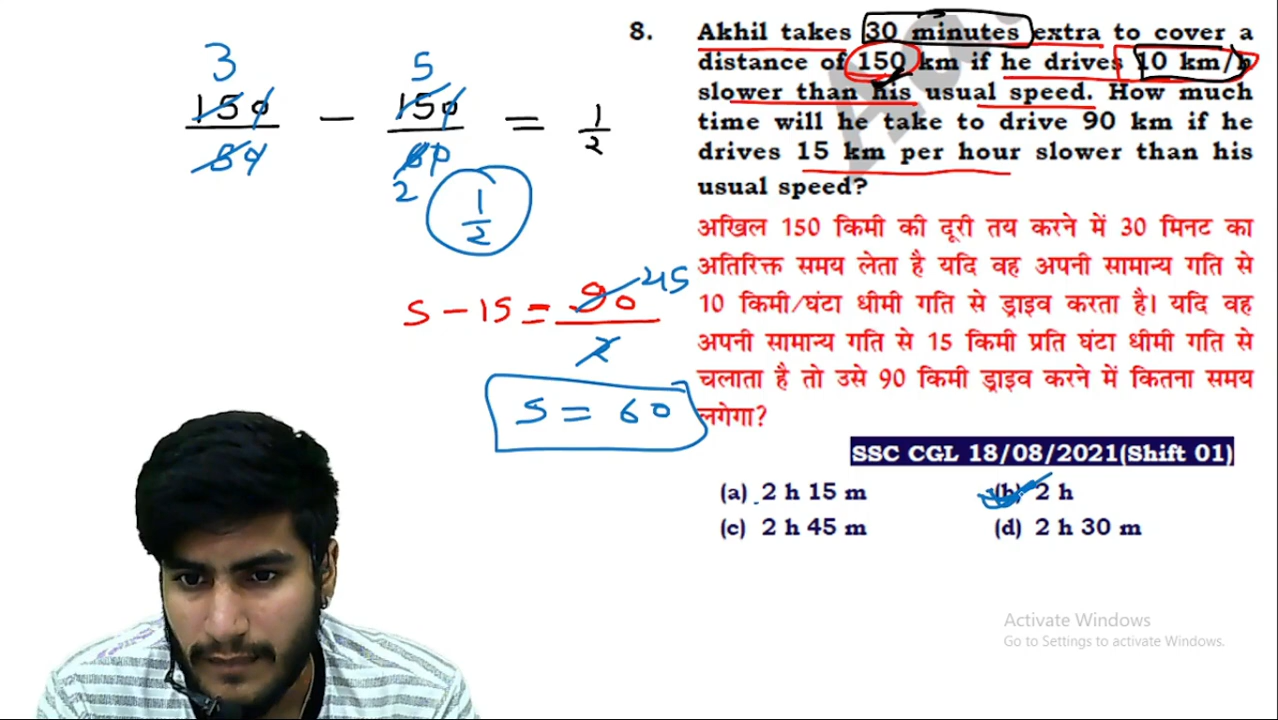 8. Akhil takes 30 minutes extra to cover a
distance of 150 km if he drives 10 km/h
slower than his usual speed. How much
time will he take to drive 90 km if he
drives 15 km per hour slower than his
usual speed?
अखिल 150 किमी की दूरी तय करने में 30 मिनट का
अतिरिक्त समय लेता है यदि वह अपनी सामान्य गति से
10 किमी/घंटा धीमी गति से ड्राइव करता है। यदि वह
अपनी सामान्य गति से 15 किमी प्रति घंटा धीमी गति से
चलाता है तो उसे 90 किमी ड्राइव करने में कितना समय
लगेगा?
SSC CGL 18/08/2021(Shift 01)
(a) 2 h 15 m (b) 2 h
(c) 2 h 45 m (d) 2 h 30 m
3 5
150 - 150 = 1
2
2
1
2
S - 15 = 90 45
2
S = 60
Activate Windows
Go to Settings to activate Windows.